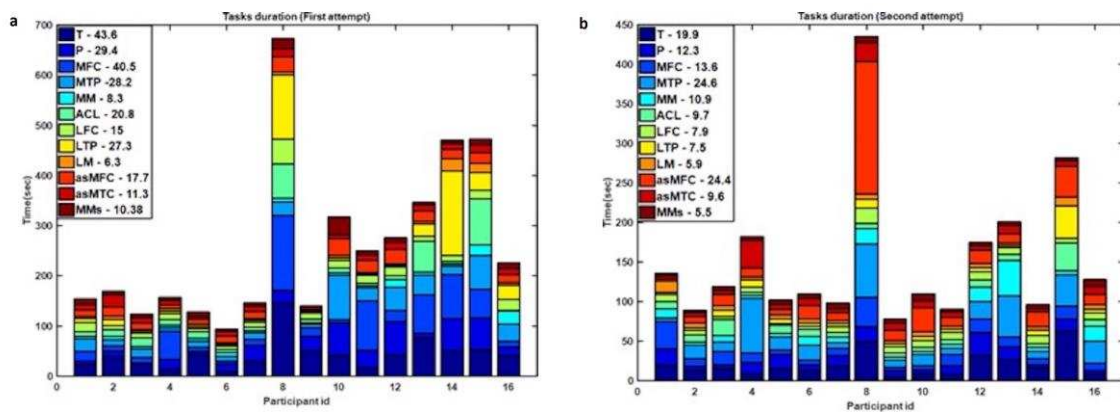 a
Tasks duration (First attempt)
700
600
500
400
300
200
100
0
T - 43.6
P - 29.4
MFC - 40.5
MTP -28.2
MM - 8.3
ACL - 20.8
LFC - 15
LTP - 27.3
LM - 6.3
asMFC - 17.7
asMTC - 11.3
MMs - 10.38
Time(sec)
0 2 4 6 8 10 12 14 16
Participant id
b
Tasks duration (Second attempt)
450
400
350
300
250
200
150
100
50
0
T - 19.9
P - 12.3
MFC - 13.6
MTP - 24.6
MM - 10.9
ACL - 9.7
LFC - 7.9
LTP - 7.5
LM - 5.9
asMFC - 24.4
asMTC - 9.6
MMs - 5.5
Time(sec)
0 2 4 6 8 10 12 14 16
Participant id